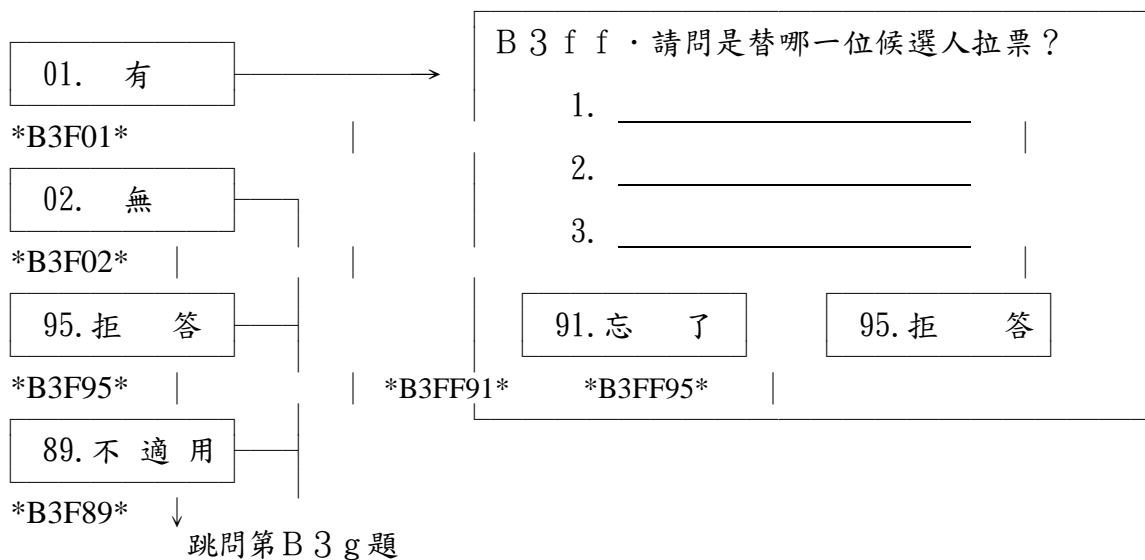 01. 有
*B3F01*
02. 無
*B3F02*
95.拒 答
*B3F95*
89.不 適 用
*B3F89*
跳問第Ｂ３ｇ題
Ｂ３ｆｆ．請問是替哪一位候選人拉票？
1.
2.
3.
91.忘 了
95.拒 答
*B3FF91* *B3FF95*